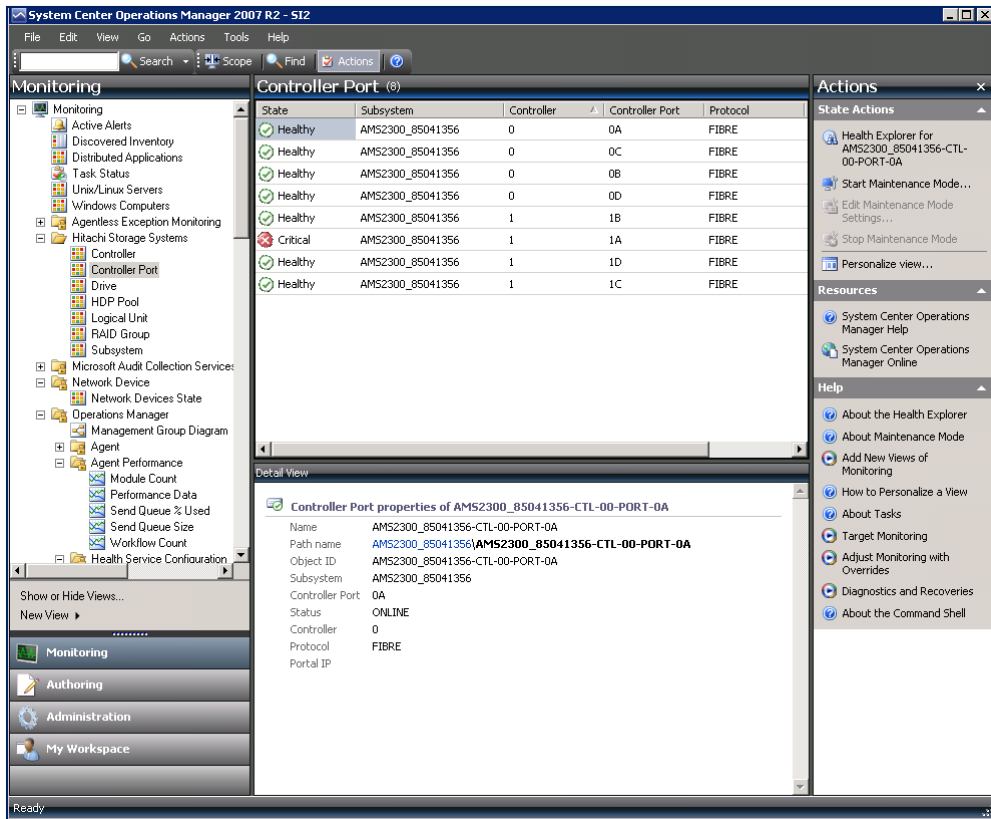 System Center Operations Manager 2007 R2 - SI2
File Edit View Go Actions Tools Help
Search Scope Find Actions
Monitoring
Monitoring
Active Alerts
Discovered Inventory
Distributed Applications
Task Status
Unix/Linux Servers
Windows Computers
Agentless Exception Monitoring
Hitachi Storage Systems
Controller
Controller Port
Drive
HDP Pool
Logical Unit
RAID Group
Subsystem
Microsoft Audit Collection Services
Network Device
Network Devices State
Operations Manager
Management Group Diagram
Agent
Agent Performance
Module Count
Performance Data
Send Queue % Used
Send Queue Size
Workflow Count
Health Service Configuration
Show or Hide Views...
New View
Monitoring
Authoring
Administration
My Workspace
Controller Port (8)
State Subsystem Controller Controller Port Protocol
Healthy AMS2300_85041356 0 0A FIBRE
Healthy AMS2300_85041356 0 0C FIBRE
Healthy AMS2300_85041356 0 0B FIBRE
Healthy AMS2300_85041356 0 0D FIBRE
Healthy AMS2300_85041356 1 1B FIBRE
Critical AMS2300_85041356 1 1A FIBRE
Healthy AMS2300_85041356 1 1D FIBRE
Healthy AMS2300_85041356 1 1C FIBRE
Detail View
Controller Port properties of AMS2300_85041356-CTL-00-PORT-0A
Name AMS2300_85041356-CTL-00-PORT-0A
Path name AMS2300_85041356\AMS2300_85041356-CTL-00-PORT-0A
Object ID AMS2300_85041356-CTL-00-PORT-0A
Subsystem AMS2300_85041356
Controller Port 0A
Status ONLINE
Controller 0
Protocol FIBRE
Portal IP
Actions
State Actions
Health Explorer for
AMS2300_85041356-CTL-
00-PORT-0A
Start Maintenance Mode...
Edit Maintenance Mode
Settings...
Stop Maintenance Mode
Personalize view...
Resources
System Center Operations
Manager Help
System Center Operations
Manager Online
Help
About the Health Explorer
About Maintenance Mode
Add New Views of
Monitoring
How to Personalize a View
About Tasks
Target Monitoring
Adjust Monitoring with
Overrides
Diagnostics and Recoveries
About the Command Shell
Ready